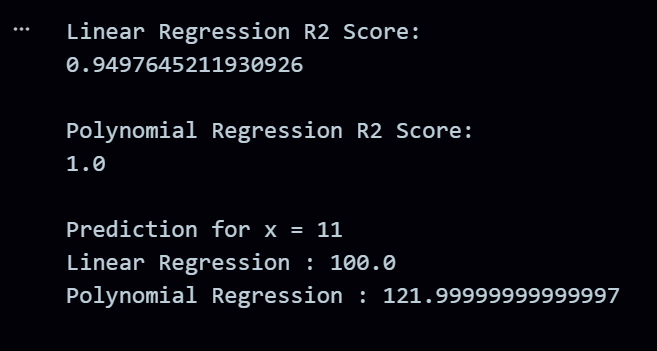 Linear Regression R2 Score:
0.9497645211930926
Polynomial Regression R2 Score:
1.0
Prediction for x = 11
Linear Regression : 100.0
Polynomial Regression : 121.99999999999997